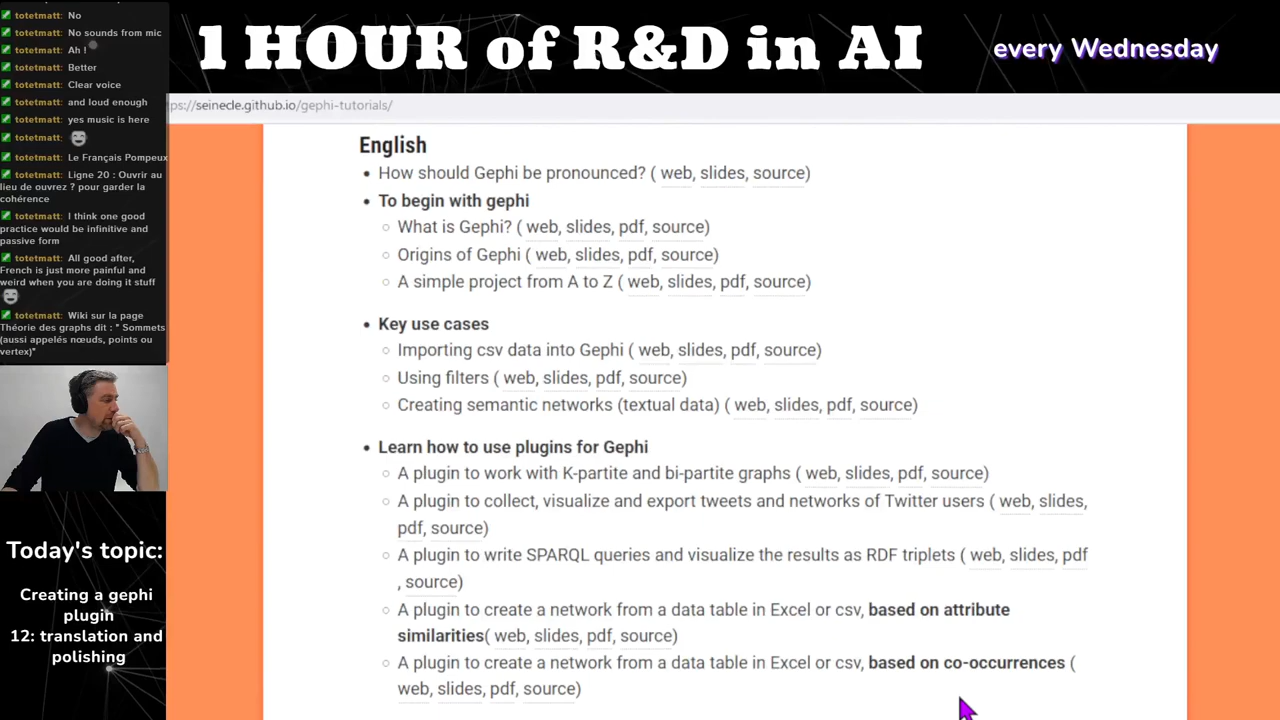 totetmatt: No
totetmatt: No sounds from mic
totetmatt: Ah !
totetmatt: Better
totetmatt: Clear voice
totetmatt: and loud enough
totetmatt: yes music is here
totetmatt:
totetmatt: Le Français Pompeux
totetmatt: Ligne 20 : Ouvrir au
lieu de ouvrez ? pour garder la
cohérence
totetmatt: I think one good
practice would be infinitive and
passive form
totetmatt: All good after,
French is just more painful and
weird when you are doing it stuff
totetmatt: Wiki sur la page
Théorie des graphs dit : " Sommets
(aussi appelés nœuds, points ou
vertex)"
Today's topic:
Creating a gephi
plugin
12: translation and
polishing
1 HOUR of R&D in AI
every Wednesday
ps://seinecle.github.io/gephi-tutorials/
English
How should Gephi be pronounced? ( web, slides, source)
To begin with gephi
What is Gephi? ( web, slides, pdf, source)
Origins of Gephi ( web, slides, pdf, source)
A simple project from A to Z ( web, slides, pdf, source)
Key use cases
Importing csv data into Gephi ( web, slides, pdf, source)
Using filters ( web, slides, pdf, source)
Creating semantic networks (textual data) ( web, slides, pdf, source)
Learn how to use plugins for Gephi
A plugin to work with K-partite and bi-partite graphs ( web, slides, pdf, source)
A plugin to collect, visualize and export tweets and networks of Twitter users ( web, slides,
pdf, source)
A plugin to write SPARQL queries and visualize the results as RDF triplets ( web, slides, pdf
, source)
A plugin to create a network from a data table in Excel or csv, based on attribute
similarities( web, slides, pdf, source)
A plugin to create a network from a data table in Excel or csv, based on co-occurrences (
web, slides, pdf, source)